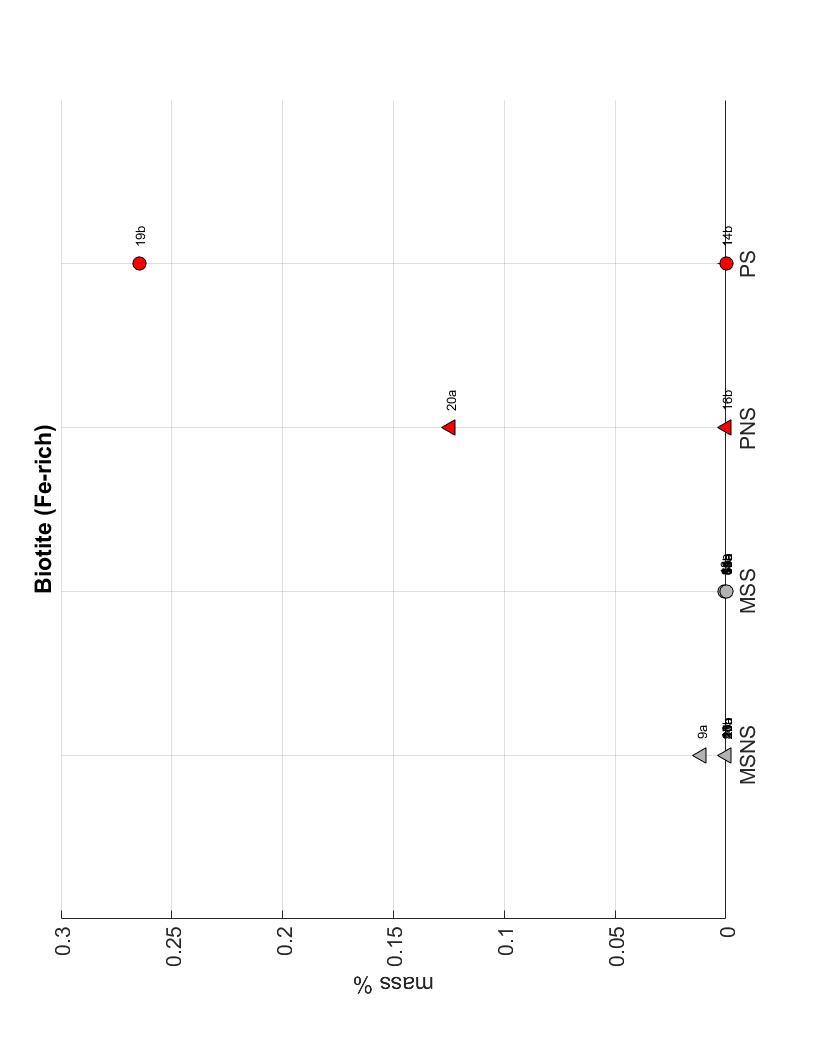 Biotite (Fe-rich)
0.3
19b
0.25
0.2
mass %
0.15
20a
0.1
0.05
9a
0
16b
14b
MSNS MSS PNS PS